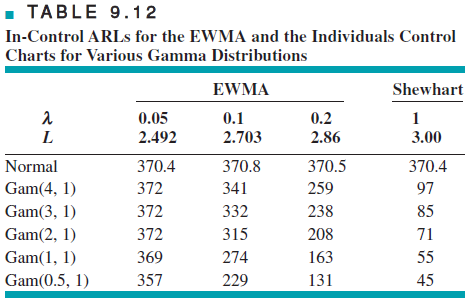 TABLE 9.12
In-Control ARLs for the EWMA and the Individuals Control
Charts for Various Gamma Distributions
EWMA Shewhart
λ 0.05 0.1 0.2 1
L 2.492 2.703 2.86 3.00
Normal 370.4 370.8 370.5 370.4
Gam(4, 1) 372 341 259 97
Gam(3, 1) 372 332 238 85
Gam(2, 1) 372 315 208 71
Gam(1, 1) 369 274 163 55
Gam(0.5, 1) 357 229 131 45